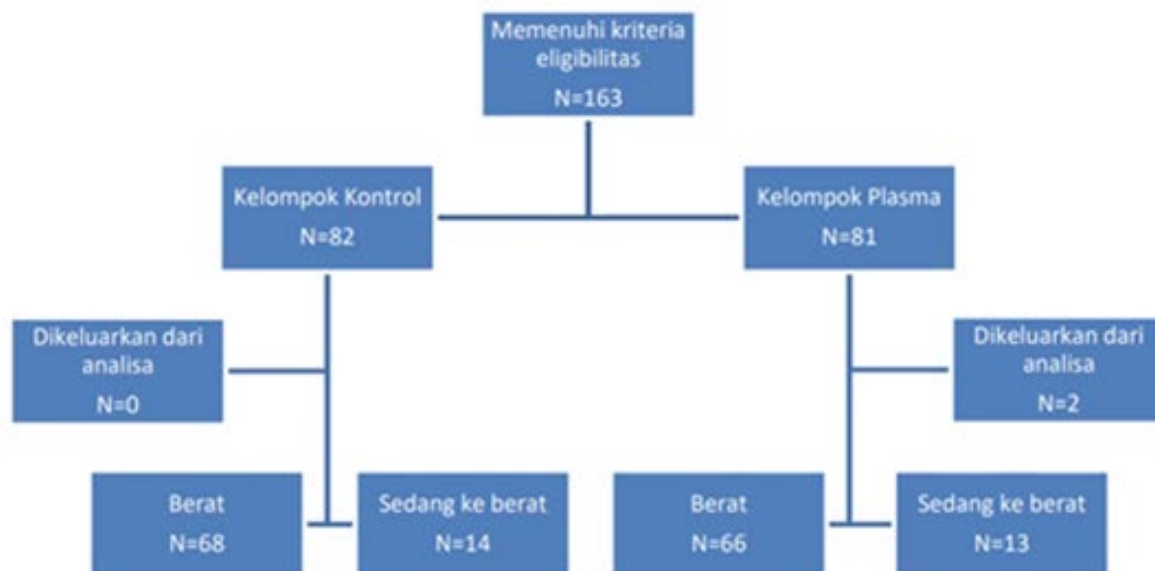 Memenuhi kriteria
eligibilitas
N=163
Kelompok Kontrol
N=82
Kelompok Plasma
N=81
Dikeluarkan dari
analisa
N=0
Dikeluarkan dari
analisa
N=2
Berat
N=68
Sedang ke berat
N=14
Berat
N=66
Sedang ke berat
N=13